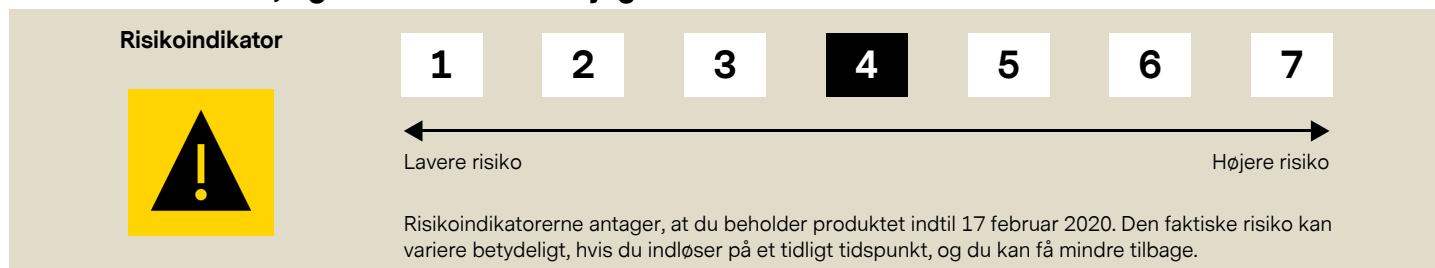 Risikoindikator
1 2 3 4 5 6 7
Lavere risiko Højere risiko
Risikoindikatorerne antager, at du beholder produktet indtil 17 februar 2020. Den faktiske risiko kan
variere betydeligt, hvis du indløser på et tidligt tidspunkt, og du kan få mindre tilbage.